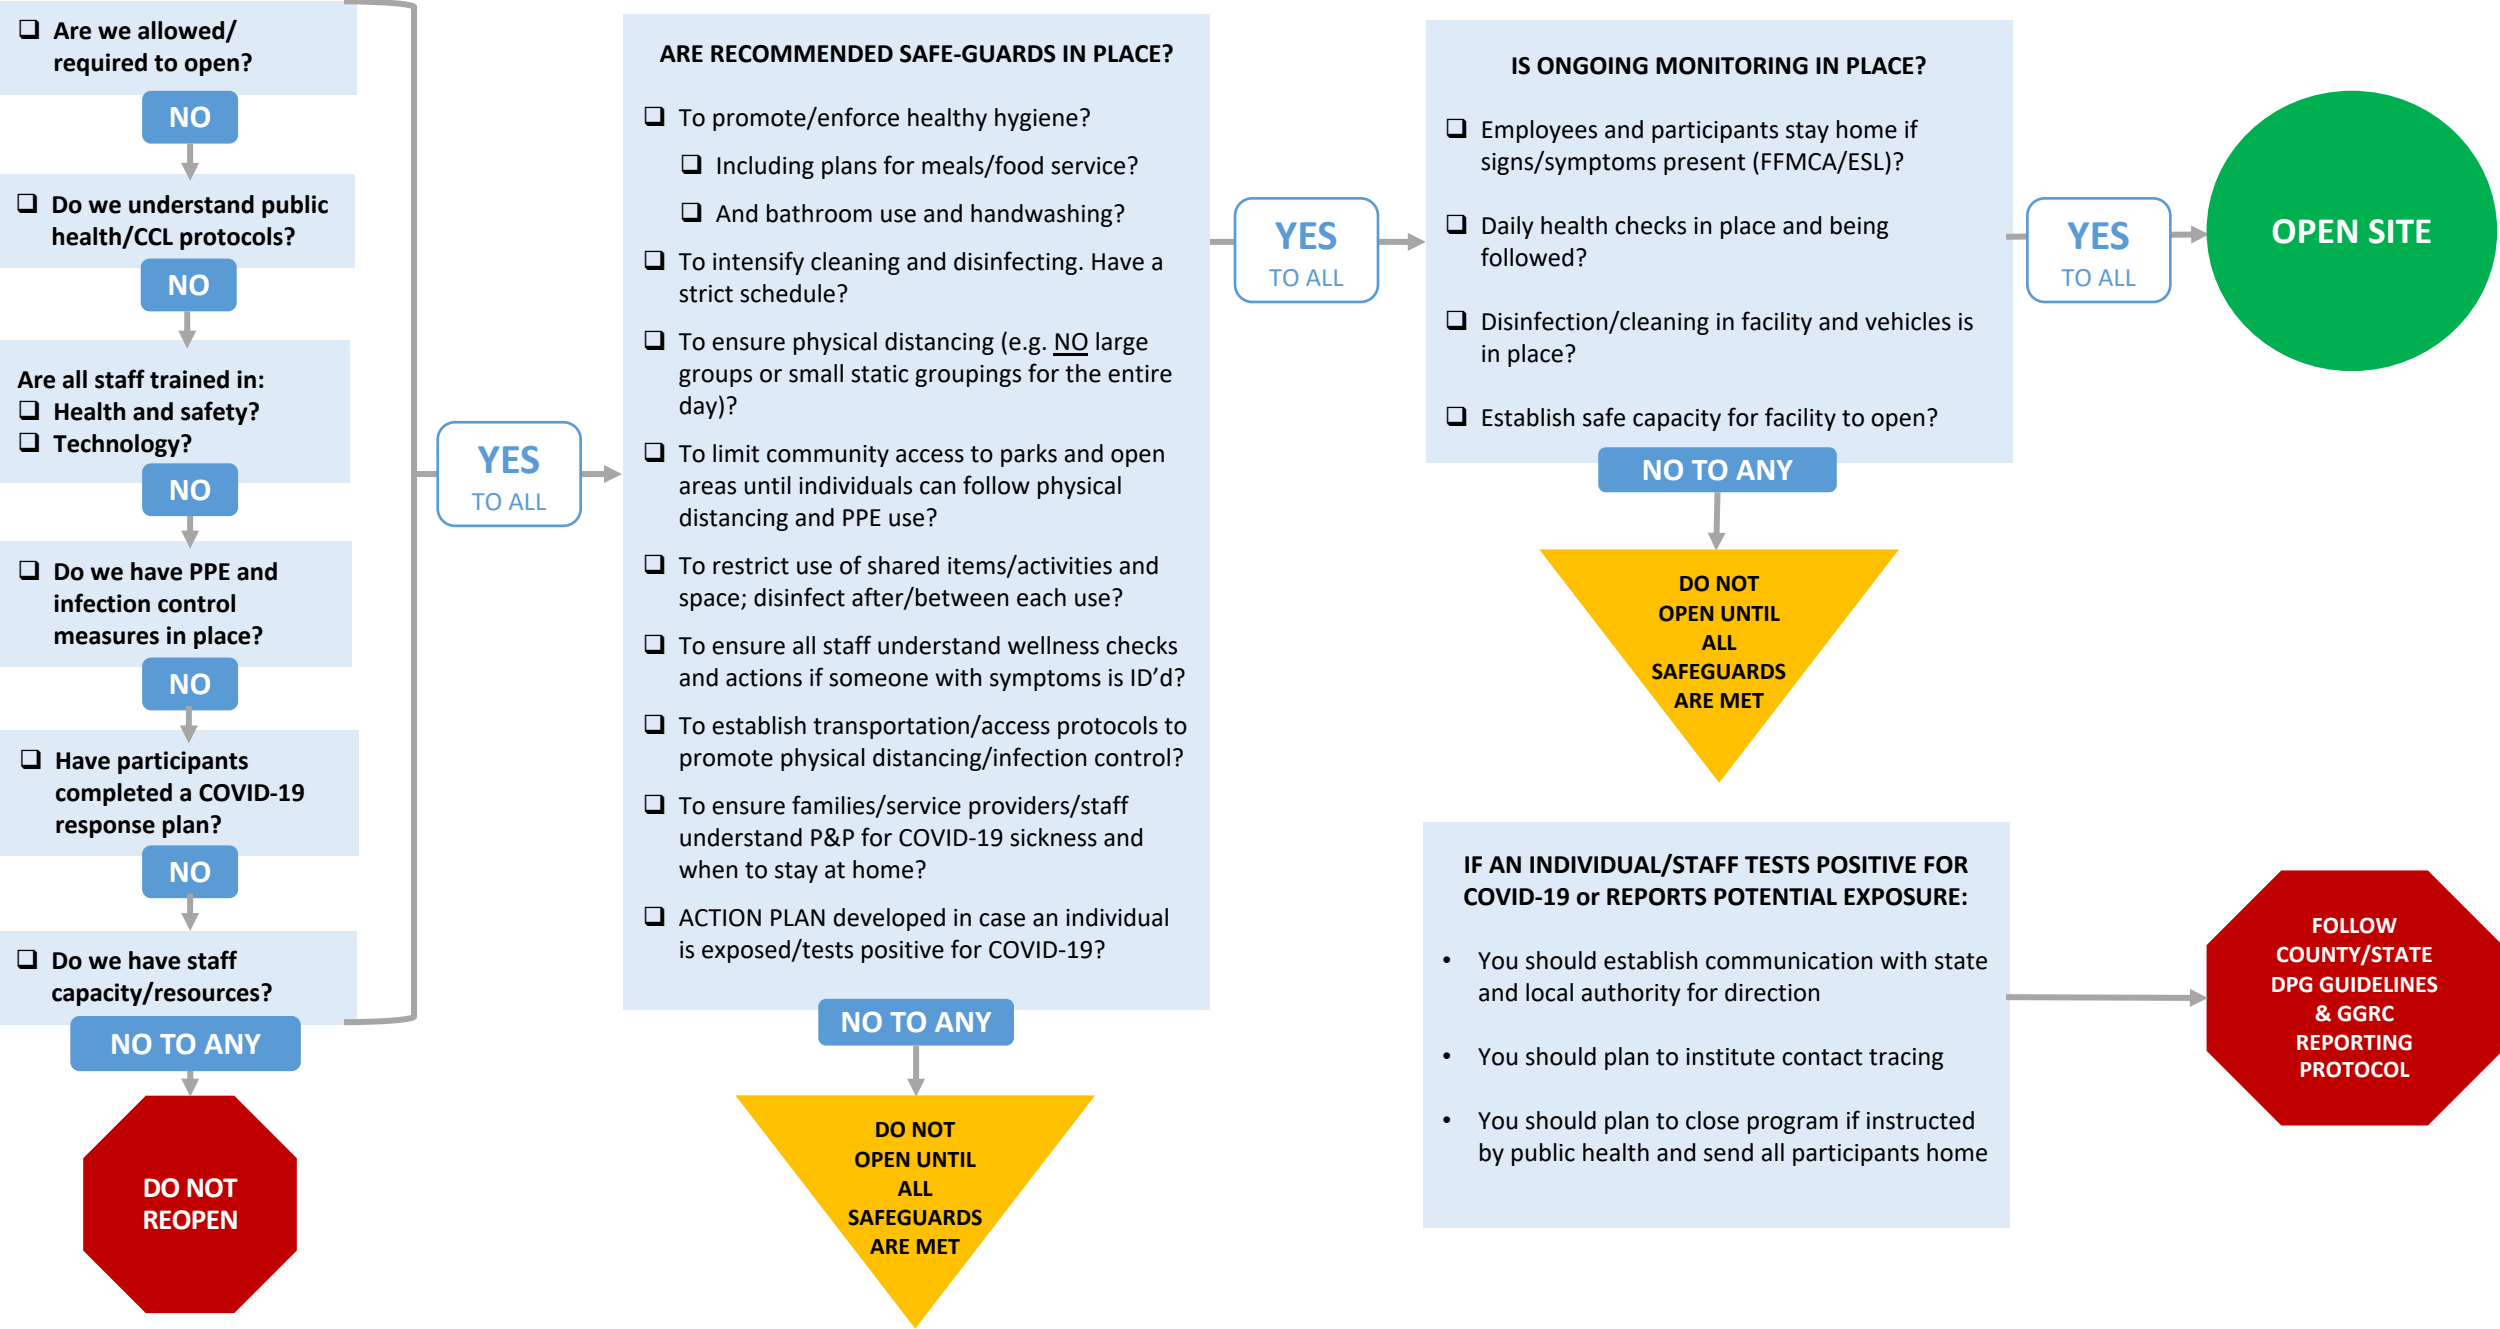 ❑ Are we allowed/
required to open?
NO
❑ Do we understand public
health/CCL protocols?
NO
Are all staff trained in:
❑ Health and safety?
❑ Technology?
NO
❑ Do we have PPE and
infection control
measures in place?
NO
❑ Have participants
completed a COVID-19
response plan?
NO
❑ Do we have staff
capacity/resources?
NO TO ANY
DO NOT
REOPEN
YES
TO ALL
ARE RECOMMENDED SAFE-GUARDS IN PLACE?
❑ To promote/enforce healthy hygiene?
❑ Including plans for meals/food service?
❑ And bathroom use and handwashing?
❑ To intensify cleaning and disinfecting. Have a
strict schedule?
❑ To ensure physical distancing (e.g. NO large
groups or small static groupings for the entire
day)?
❑ To limit community access to parks and open
areas until individuals can follow physical
distancing and PPE use?
❑ To restrict use of shared items/activities and
space; disinfect after/between each use?
❑ To ensure all staff understand wellness checks
and actions if someone with symptoms is ID’d?
❑ To establish transportation/access protocols to
promote physical distancing/infection control?
❑ To ensure families/service providers/staff
understand P&P for COVID-19 sickness and
when to stay at home?
❑ ACTION PLAN developed in case an individual
is exposed/tests positive for COVID-19?
NO TO ANY
DO NOT
OPEN UNTIL
ALL
SAFEGUARDS
ARE MET
YES
TO ALL
IS ONGOING MONITORING IN PLACE?
❑ Employees and participants stay home if
signs/symptoms present (FFMCA/ESL)?
❑ Daily health checks in place and being
followed?
❑ Disinfection/cleaning in facility and vehicles is
in place?
❑ Establish safe capacity for facility to open?
NO TO ANY
DO NOT
OPEN UNTIL
ALL
SAFEGUARDS
ARE MET
YES
TO ALL
OPEN SITE
IF AN INDIVIDUAL/STAFF TESTS POSITIVE FOR
COVID-19 or REPORTS POTENTIAL EXPOSURE:
• You should establish communication with state
and local authority for direction
• You should plan to institute contact tracing
• You should plan to close program if instructed
by public health and send all participants home
FOLLOW
COUNTY/STATE
DPG GUIDELINES
& GGRC
REPORTING
PROTOCOL